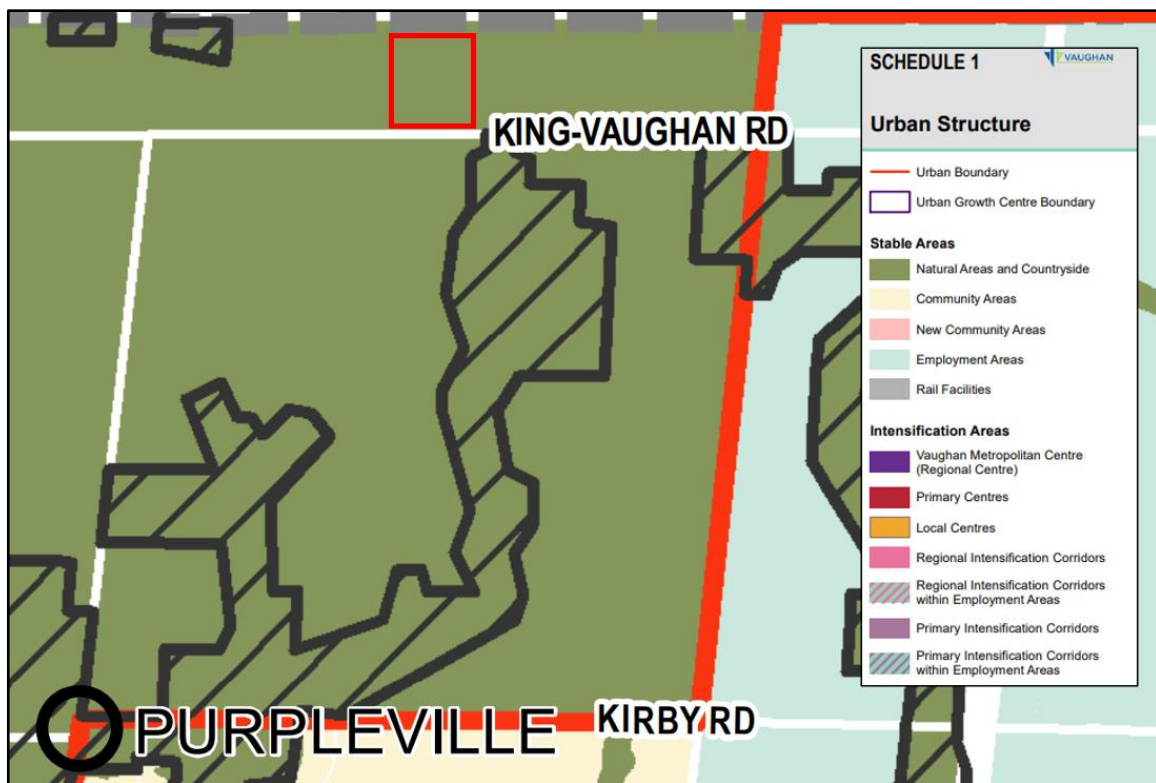 SCHEDULE 1
VAUGHAN
Urban Structure
Urban Boundary
Urban Growth Centre Boundary
Stable Areas
Natural Areas and Countryside
Community Areas
New Community Areas
Employment Areas
Rail Facilities
Intensification Areas
Vaughan Metropolitan Centre
(Regional Centre)
Primary Centres
Local Centres
Regional Intensification Corridors
Regional Intensification Corridors
within Employment Areas
Primary Intensification Corridors
Primary Intensification Corridors
within Employment Areas
KING-VAUGHAN RD
PURPLEVILLE
KIRBY RD